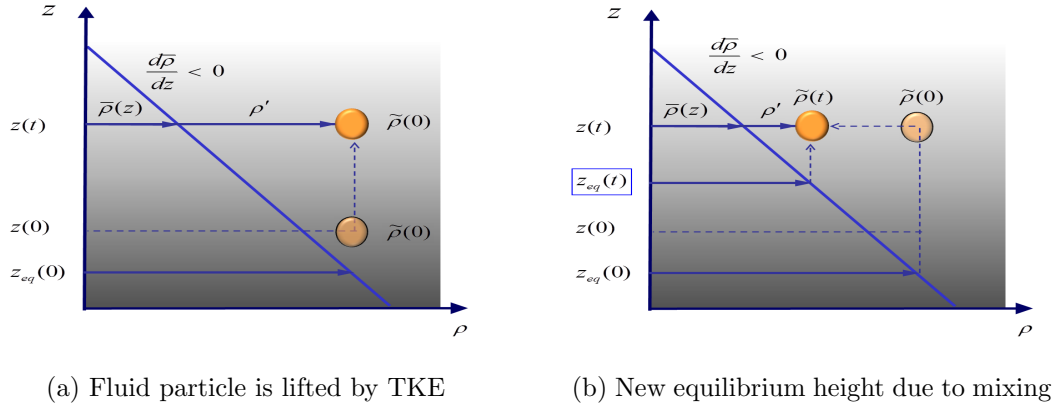 z
dρ̅/dz < 0
ρ̅(z)
ρ′
ρ̃(0)
z(t)
z(0)
ρ̃(0)
z_eq(0)
ρ
(a) Fluid particle is lifted by TKE
z
dρ̅/dz < 0
ρ̅(z)
ρ′
ρ̃(t)
ρ̃(0)
z(t)
z_eq(t)
z(0)
z_eq(0)
ρ
(b) New equilibrium height due to mixing